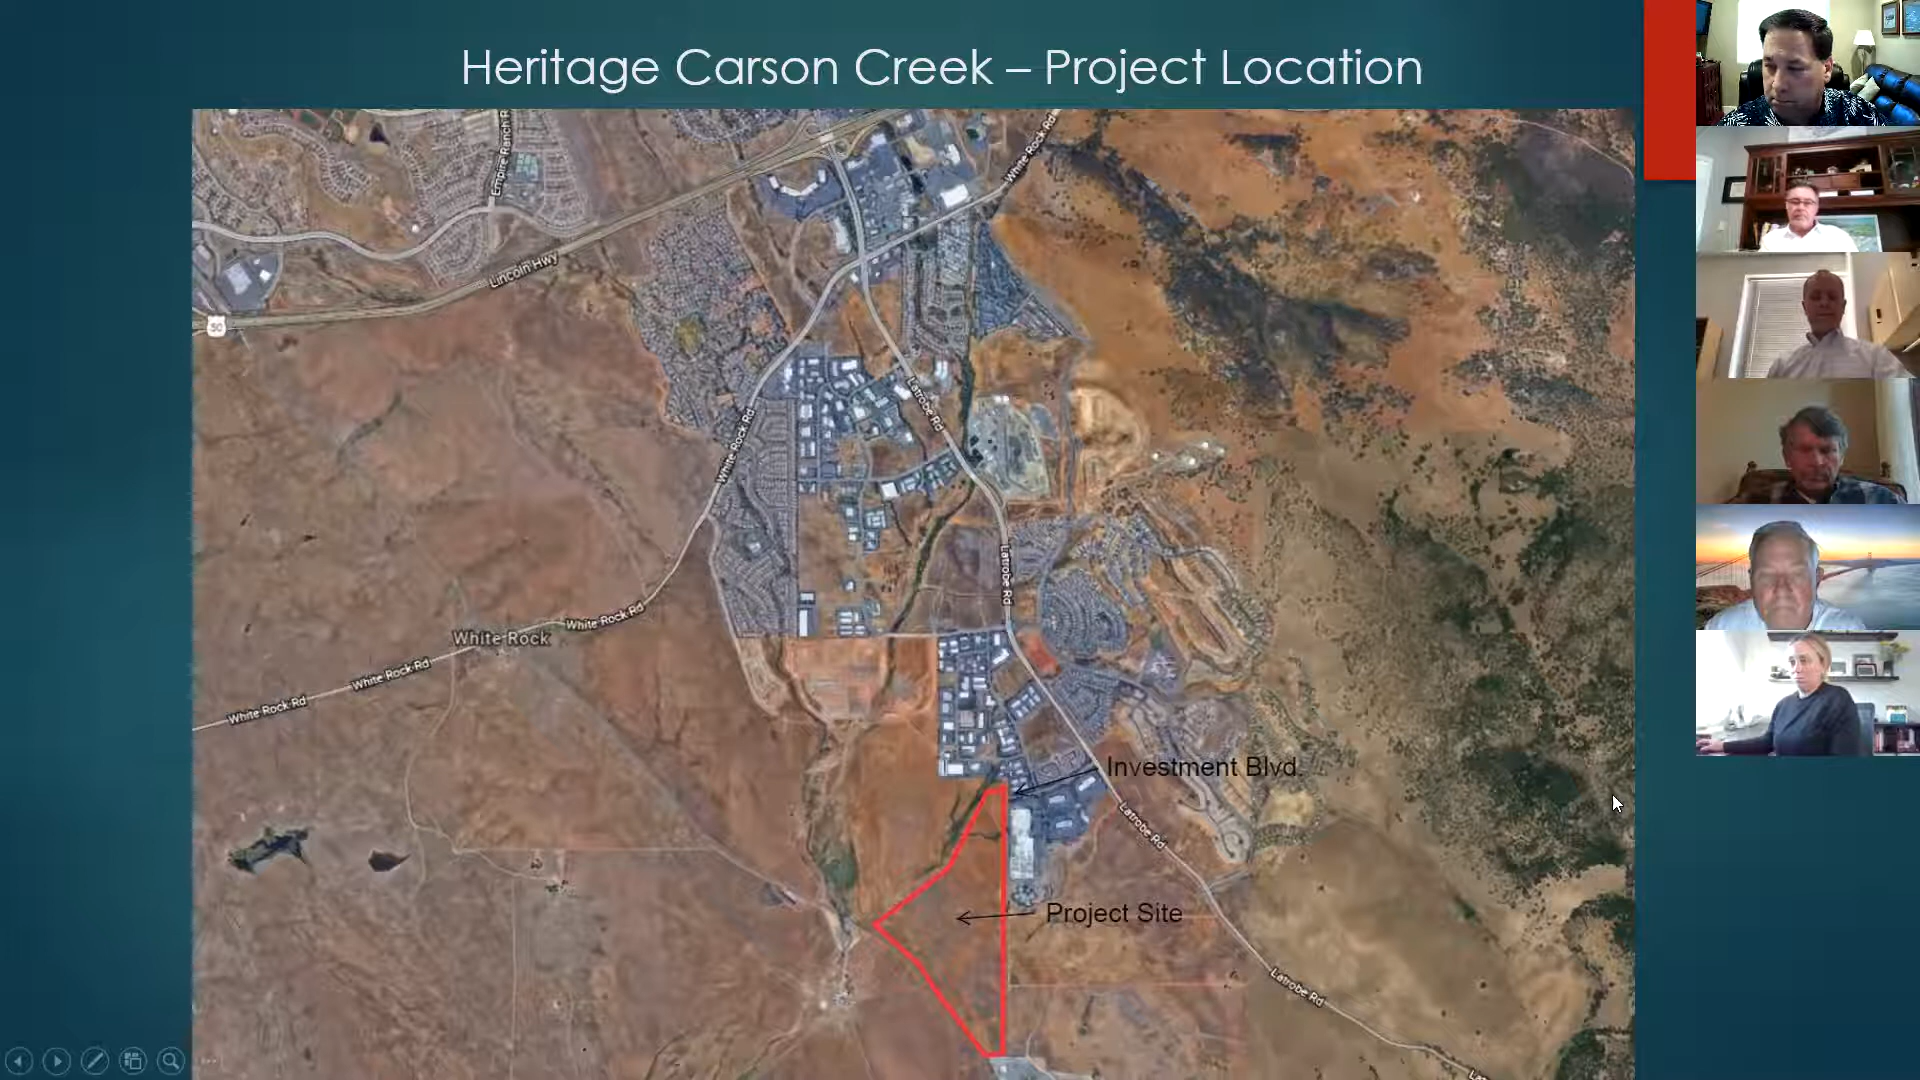 Heritage Carson Creek – Project Location
Empire Ranch R
White Rock Rd
Lincoln Hwy
50
Latrobe Rd
White Rock Rd
Latrobe Rd
White Rock Rd
White Rock
White Rock Rd
White Rock Rd
Investment Blvd.
Latrobe Rd
Project Site
Latrobe Rd
La